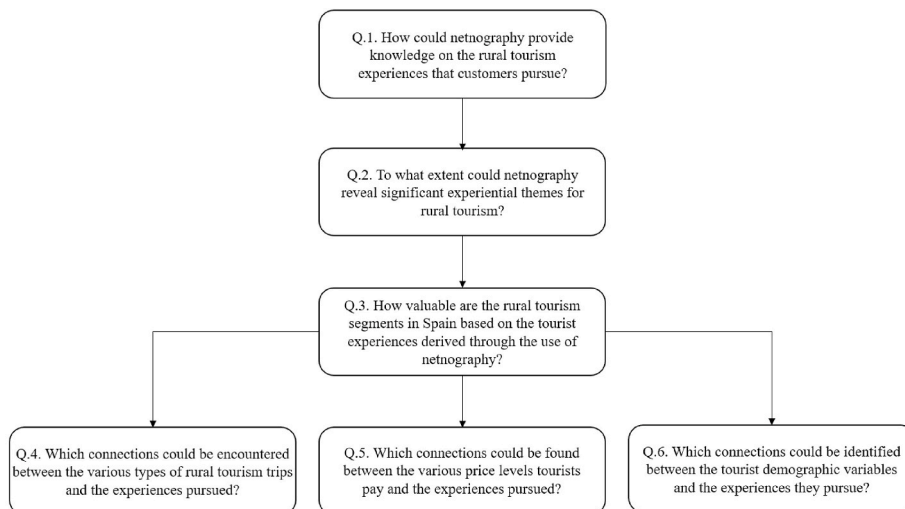 Q.1. How could netnography provide
knowledge on the rural tourism
experiences that customers pursue?
Q.2. To what extent could netnography
reveal significant experiential themes for
rural tourism?
Q.3. How valuable are the rural tourism
segments in Spain based on the tourist
experiences derived through the use of
netnography?
Q.4. Which connections could be encountered
between the various types of rural tourism trips
and the experiences pursued?
Q.5. Which connections could be found
between the various price levels tourists
pay and the experiences pursued?
Q.6. Which connections could be identified
between the tourist demographic variables
and the experiences they pursue?